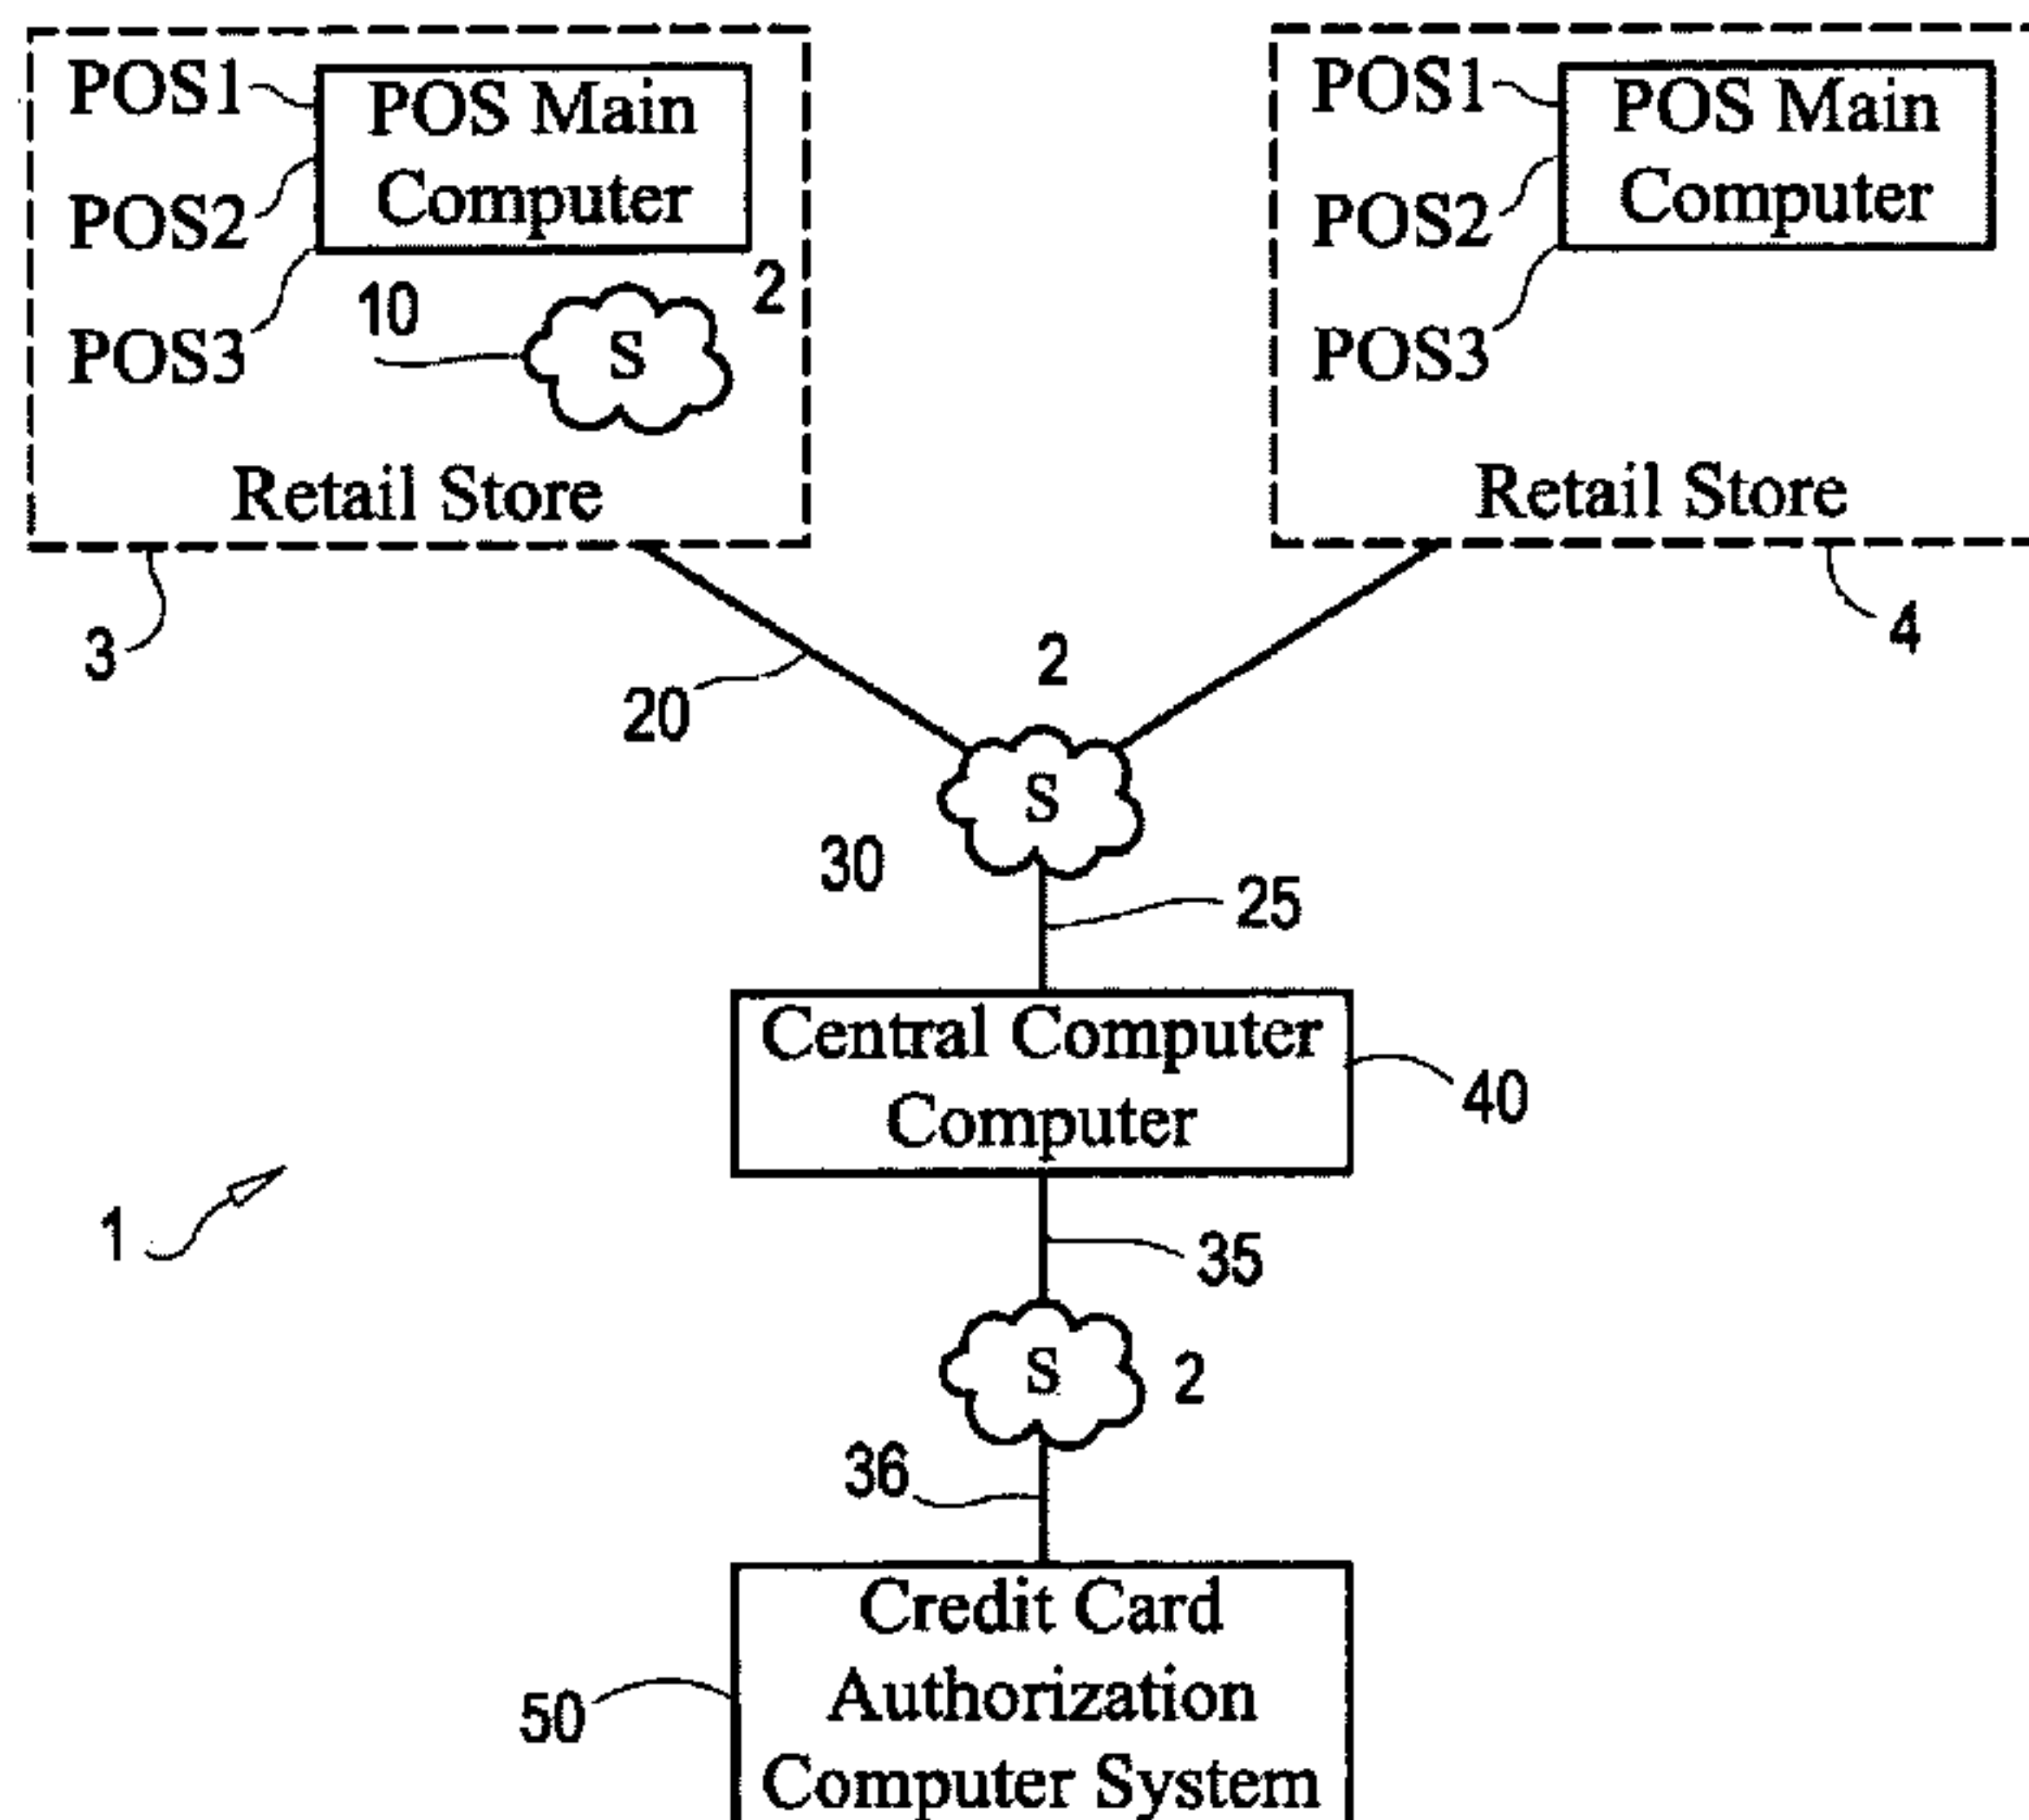 POS1
POS Main
Computer
POS2
POS3
10
S
2
Retail Store
3
POS1
POS Main
Computer
POS2
POS3
Retail Store
4
20
2
S
30
25
Central Computer
Computer
40
1
35
S
2
36
Credit Card
Authorization
Computer System
50